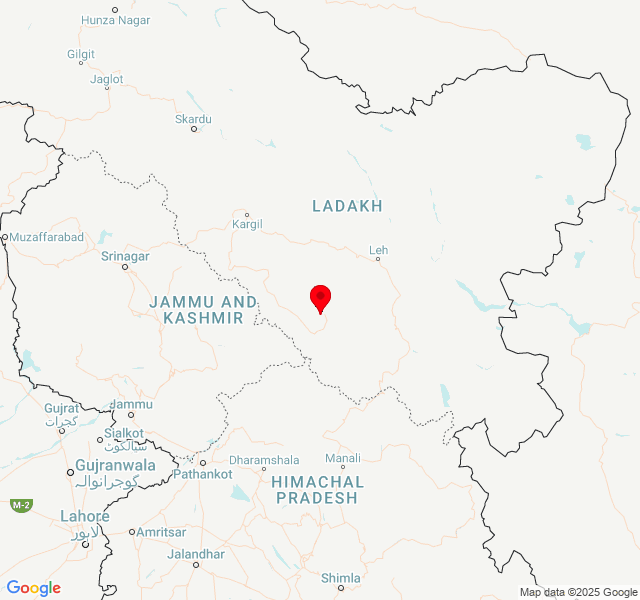 Hunza Nagar
Gilgit
Jaglot
Skardu
LADAKH
Kargil
Muzaffarabad
Leh
Srinagar
JAMMU AND
KASHMIR
Gujrat
گجرات
Jammu
Sialkot
سیالکوٹ
Gujranwala
گوجرانوالہ
Pathankot
Dharamshala
Manali
HIMACHAL
PRADESH
M-2
Lahore
لاہور
Amritsar
Jalandhar
Shimla
Google
Map data ©2025 Google